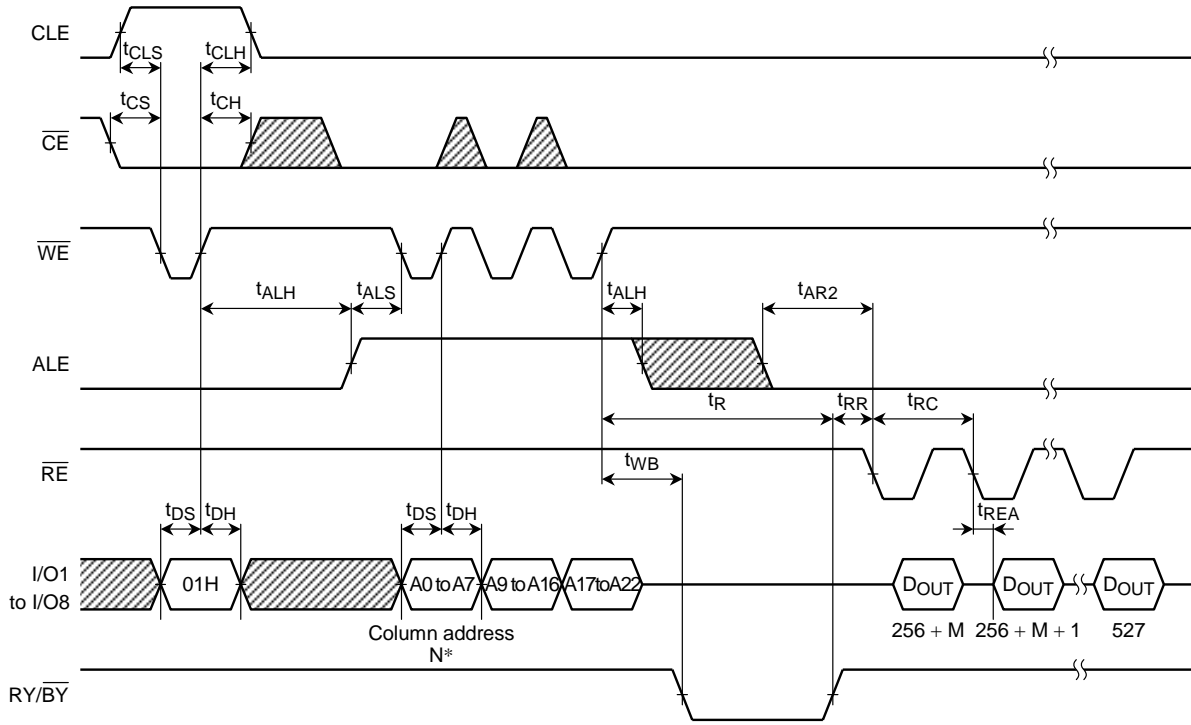 CLE
tCLS
tCLH
tCS
tCH
CE
WE
tALH
tALS
tALH
tAR2
ALE
tR
tRR
tRC
RE
tWB
tDS
tDH
tDS
tDH
tREA
I/O1
to I/O8
01H
A0 to A7
A9 to A16
A17 to A22
DOUT
DOUT
DOUT
Column address
N*
256 + M
256 + M + 1
527
RY/BY